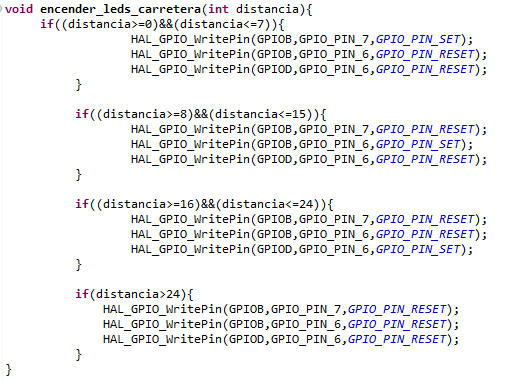 void encender_leds_carretera(int distancia){
if((distancia>=0)&&(distancia<=7)){
HAL_GPIO_WritePin(GPIOB,GPIO_PIN_7,GPIO_PIN_SET);
HAL_GPIO_WritePin(GPIOB,GPIO_PIN_6,GPIO_PIN_RESET);
HAL_GPIO_WritePin(GPIOD,GPIO_PIN_6,GPIO_PIN_RESET);
}
if((distancia>=8)&&(distancia<=15)){
HAL_GPIO_WritePin(GPIOB,GPIO_PIN_7,GPIO_PIN_RESET);
HAL_GPIO_WritePin(GPIOB,GPIO_PIN_6,GPIO_PIN_SET);
HAL_GPIO_WritePin(GPIOD,GPIO_PIN_6,GPIO_PIN_RESET);
}
if((distancia>=16)&&(distancia<=24)){
HAL_GPIO_WritePin(GPIOB,GPIO_PIN_7,GPIO_PIN_RESET);
HAL_GPIO_WritePin(GPIOB,GPIO_PIN_6,GPIO_PIN_RESET);
HAL_GPIO_WritePin(GPIOD,GPIO_PIN_6,GPIO_PIN_SET);
}
if(distancia>24){
HAL_GPIO_WritePin(GPIOB,GPIO_PIN_7,GPIO_PIN_RESET);
HAL_GPIO_WritePin(GPIOB,GPIO_PIN_6,GPIO_PIN_RESET);
HAL_GPIO_WritePin(GPIOD,GPIO_PIN_6,GPIO_PIN_RESET);
}
}